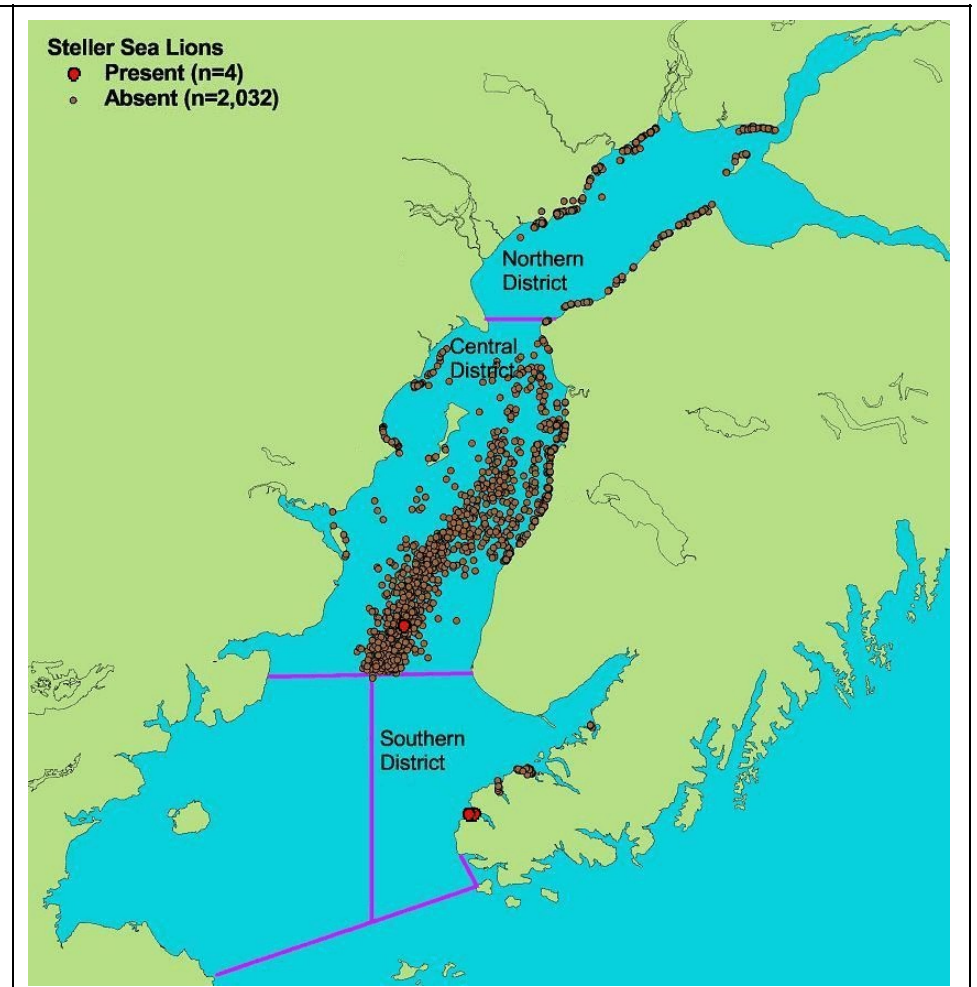 Steller Sea Lions
Present (n=4)
Absent (n=2,032)
Northern
District
Central
District
Southern
District